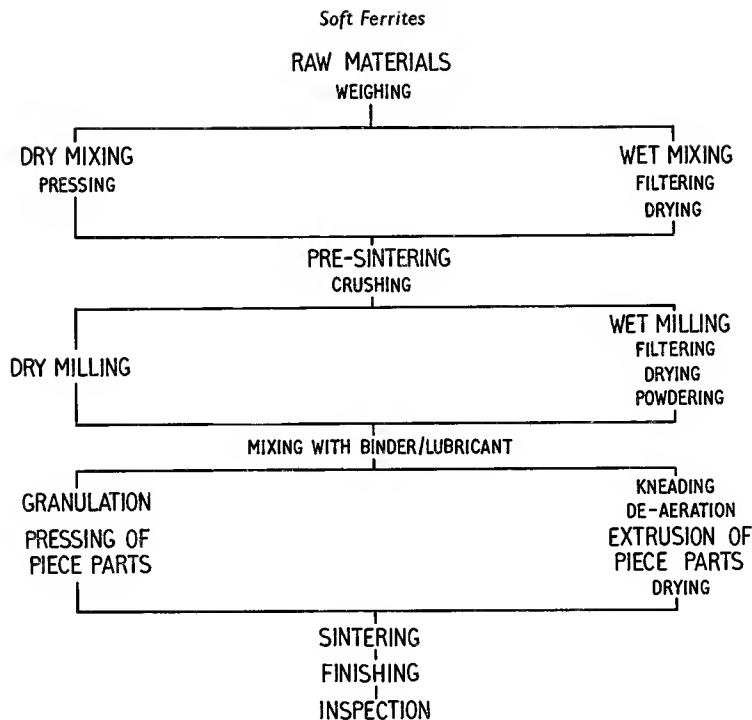 Soft Ferrites
RAW MATERIALS
WEIGHING
DRY MIXING
PRESSING
WET MIXING
FILTERING
DRYING
PRE-SINTERING
CRUSHING
DRY MILLING
WET MILLING
FILTERING
DRYING
POWDERING
MIXING WITH BINDER/LUBRICANT
GRANULATION
PRESSING OF
PIECE PARTS
KNEADING
DE-AERATION
EXTRUSION OF
PIECE PARTS
DRYING
SINTERING
FINISHING
INSPECTION